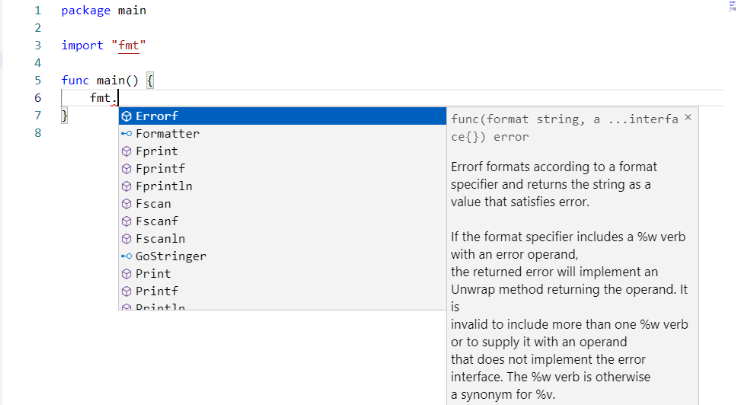 1 package main
2
3 import "fmt"
4
5 func main() {
6 fmt.
7 }
8
Errorf
Formatter
Fprint
Fprintf
Fprintln
Fscan
Fscanf
Fscanln
GoStringer
Print
Printf
Println
func(format string, a ...interfa ×
ce{}) error
Errorf formats according to a format
specifier and returns the string as a
value that satisfies error.
If the format specifier includes a %w verb
with an error operand,
the returned error will implement an
Unwrap method returning the operand. It
is
invalid to include more than one %w verb
or to supply it with an operand
that does not implement the error
interface. The %w verb is otherwise
a synonym for %v.